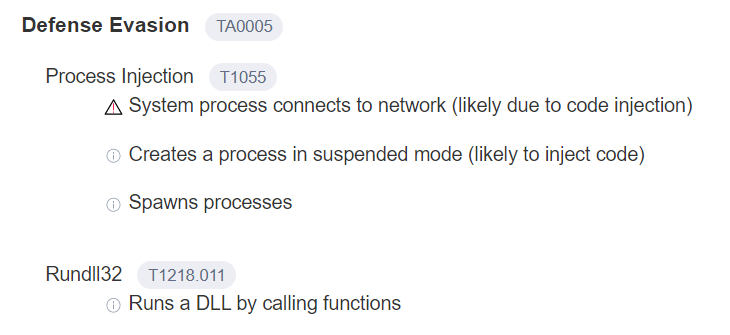 Defense Evasion TA0005
Process Injection T1055
System process connects to network (likely due to code injection)
Creates a process in suspended mode (likely to inject code)
Spawns processes
Rundll32 T1218.011
Runs a DLL by calling functions